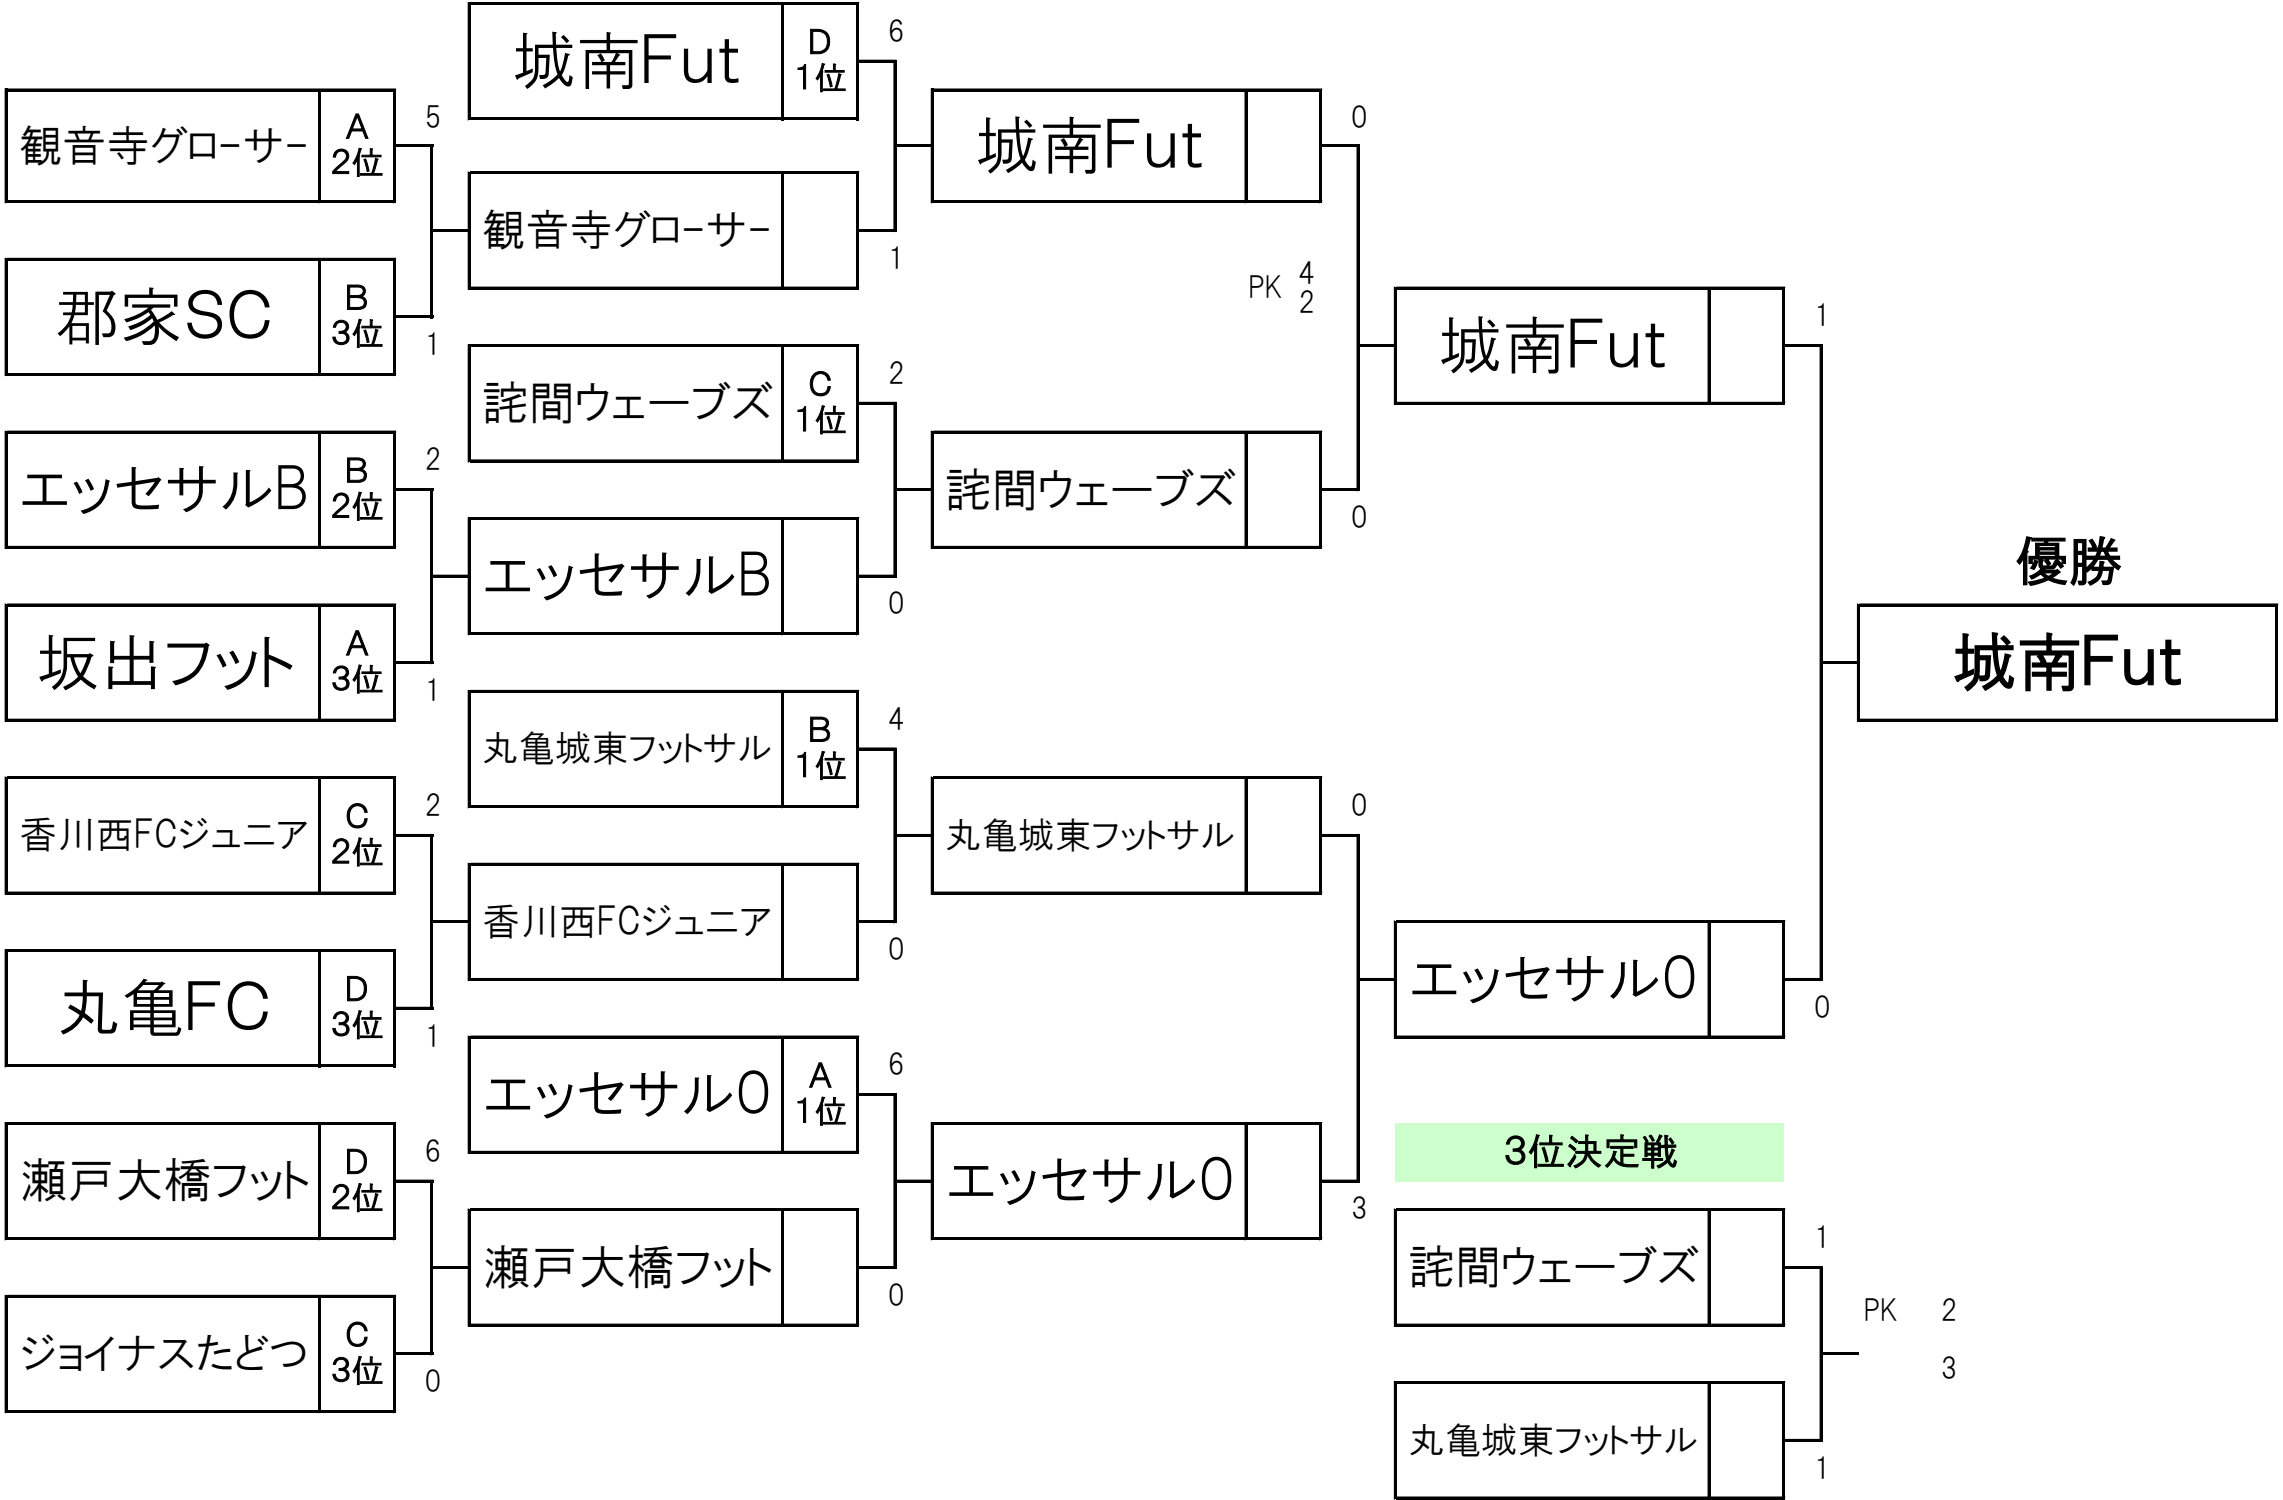 観音寺グローサー
A
2位
5
郡家SC
B
3位
1
エッセサルB
B
2位
2
坂出フット
A
3位
1
香川西FCジュニア
C
2位
2
丸亀FC
D
3位
1
瀬戸大橋フット
D
2位
6
ジョイナスたどつ
C
3位
0
城南Fut
D
1位
6
観音寺グローサー
1
詫間ウェーブズ
C
1位
2
エッセサルB
0
丸亀城東フットサル
B
1位
4
香川西FCジュニア
0
エッセサルO
A
1位
6
瀬戸大橋フット
0
城南Fut
0
PK 4
2
詫間ウェーブズ
0
丸亀城東フットサル
0
エッセサルO
3
城南Fut
1
エッセサルO
0
優勝
城南Fut
3位決定戦
詫間ウェーブズ
1
PK 2
3
丸亀城東フットサル
1